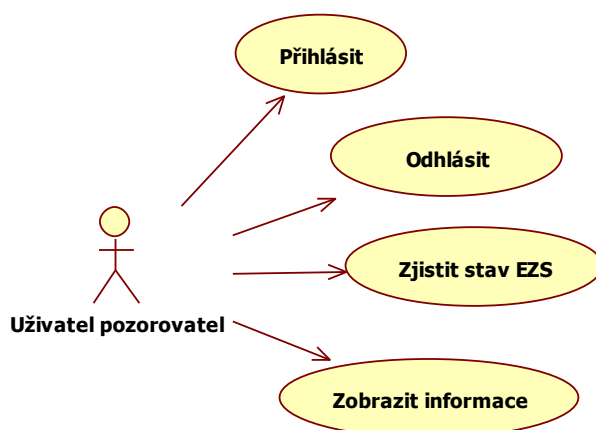 Přihlásit
Odhlásit
Zjistit stav EZS
Uživatel pozorovatel
Zobrazit informace